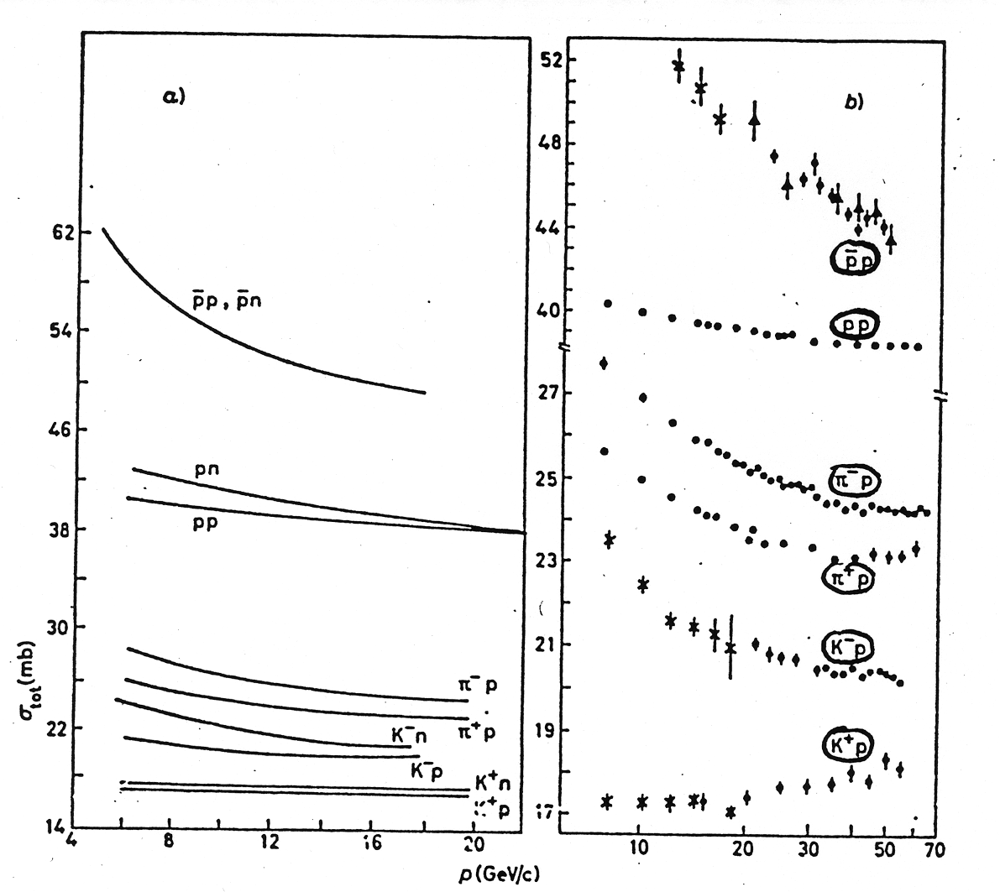 a)
b)
62
54
46
38
30
22
14
σtot(mb)
p̄p, p̄n
pn
pp
π⁻p
π⁺p
K⁻n
K⁻p
K⁺n
K⁺p
4
8
12
16
20
p(GeV/c)
52
48
44
40
27
25
23
21
19
17
p̄p
pp
π⁻p
π⁺p
K⁻p
K⁺p
10
20
30
50
70